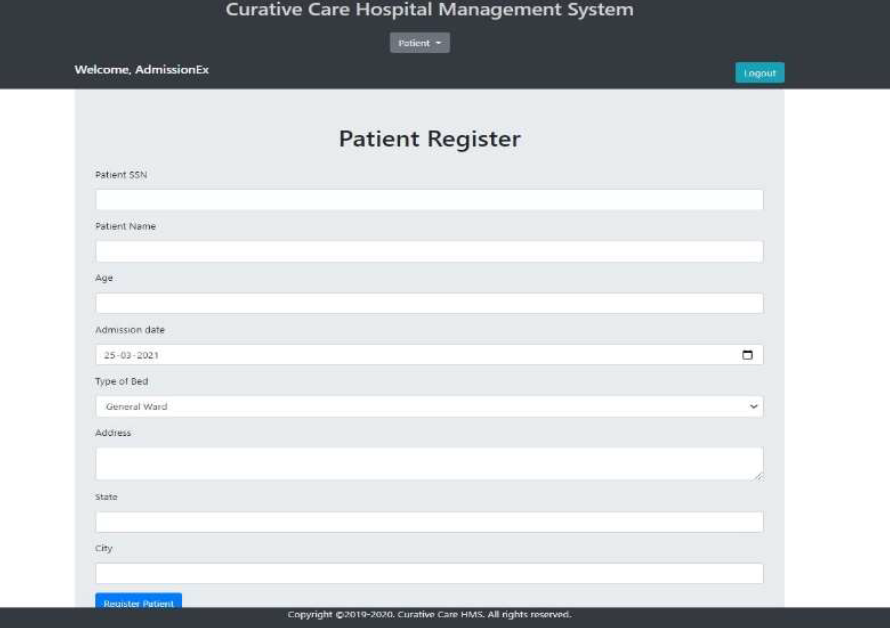 Curative Care Hospital Management System
Patient
Welcome, AdmissionEx
Logout
Patient Register
Patient SSN
Patient Name
Age
Admission date
25-03-2021
Type of Bed
General Ward
Address
State
City
Register Patient
Copyright ©2019-2020. Curative Care HMS. All rights reserved.